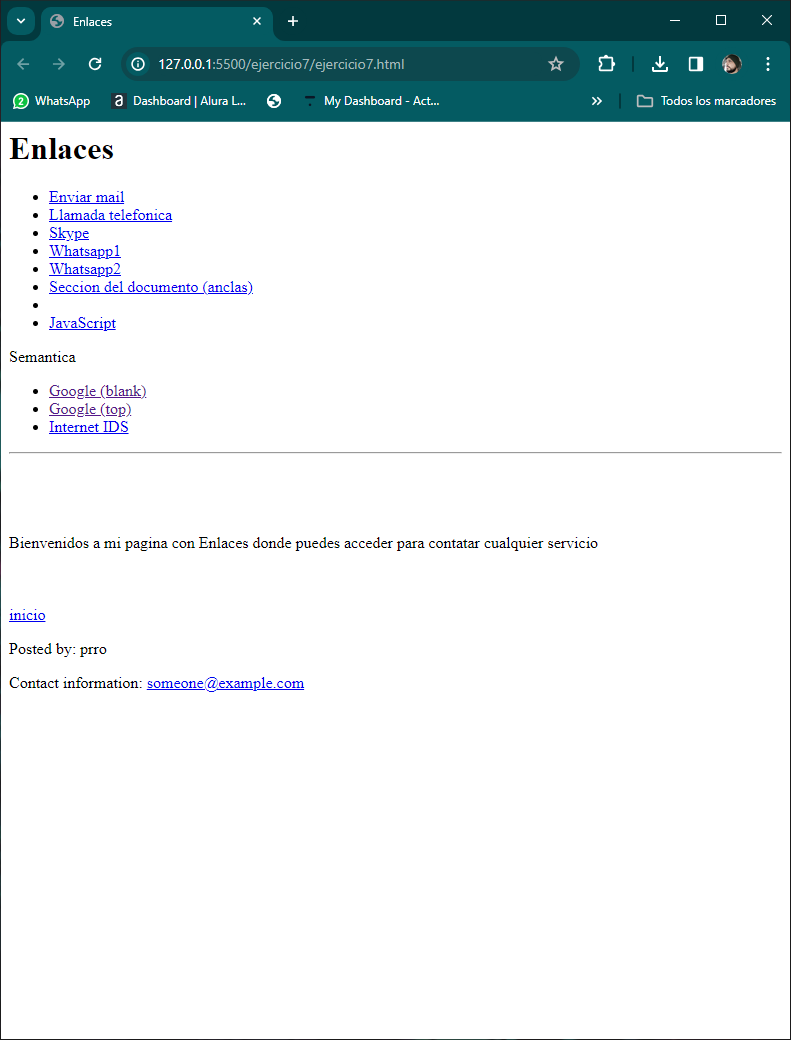 Enlaces
127.0.0.1:5500/ejercicio7/ejercicio7.html
2 WhatsApp
a Dashboard | Alura L...
My Dashboard - Act...
Todos los marcadores
Enlaces
Enviar mail
Llamada telefonica
Skype
Whatsapp1
Whatsapp2
Seccion del documento (anclas)
JavaScript
Semantica
Google (blank)
Google (top)
Internet IDS
Bienvenidos a mi pagina con Enlaces donde puedes acceder para contatar cualquier servicio
inicio
Posted by: prro
Contact information: someone@example.com